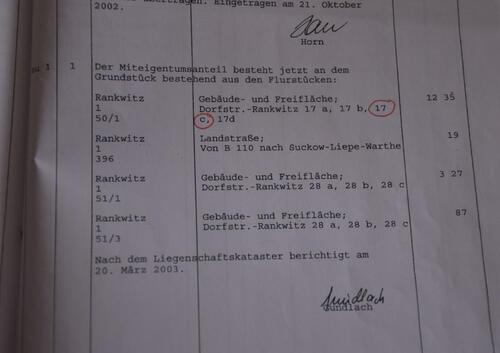 übertragen. Eingetragen am 21. Oktober
2002.
Horn
zu 1 1 Der Miteigentumsanteil besteht jetzt an dem
Grundstück bestehend aus den Flurstücken:
Rankwitz Gebäude- und Freifläche; 12 35
1 Dorfstr.-Rankwitz 17 a, 17 b, 17
50/1 c, 17d
Rankwitz Landstraße; 19
1 Von B 110 nach Suckow-Liepe-Warthe
396
Rankwitz Gebäude- und Freifläche; 3 27
1 Dorfstr.-Rankwitz 28 a, 28 b, 28 c
51/1
Rankwitz Gebäude- und Freifläche; 87
1 Dorfstr.-Rankwitz 28 a, 28 b, 28 c
51/3
Nach dem Liegenschaftskataster berichtigt am
20. März 2003.
Gundlach